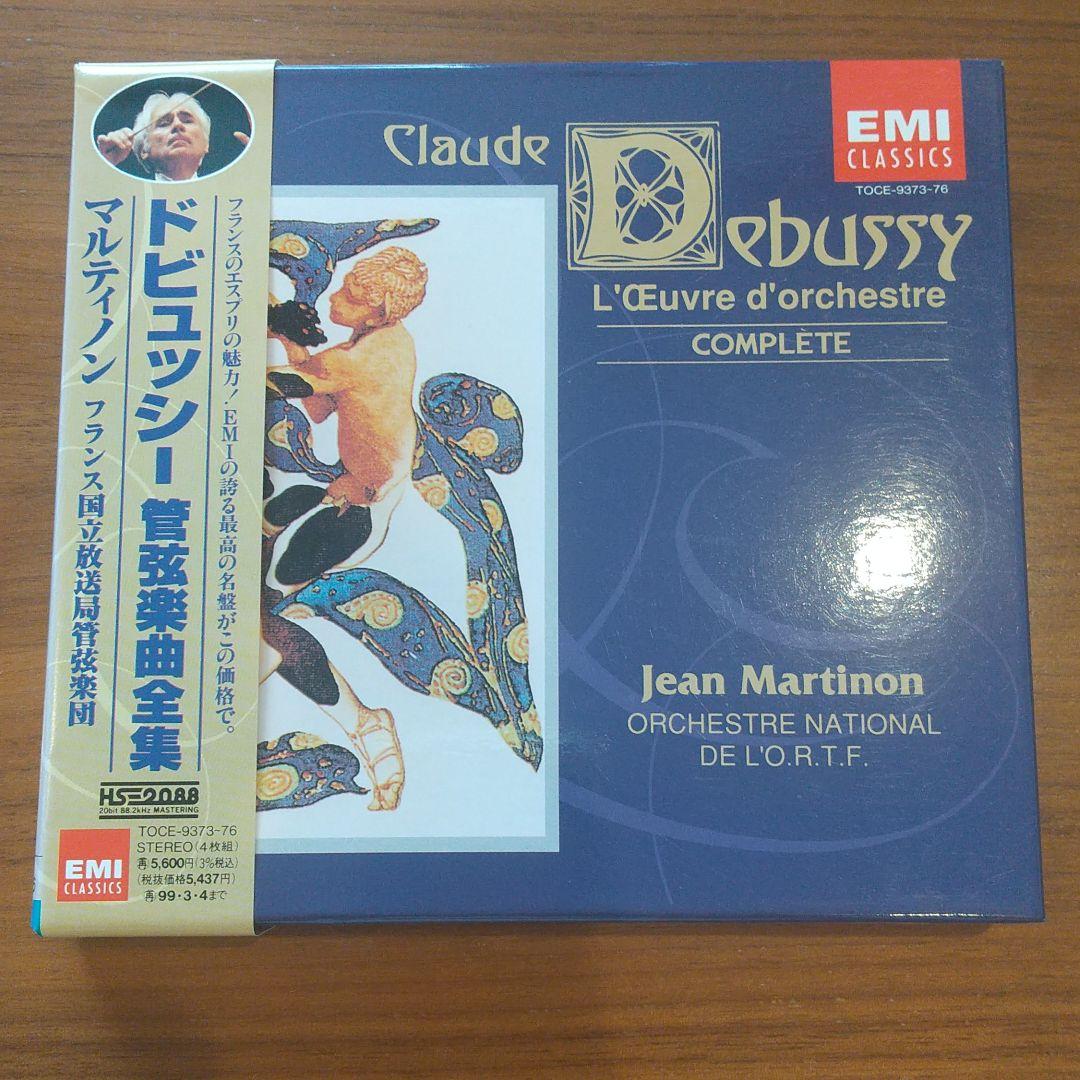 フランスのエスプリの魅力！EMIの誇る最高の名盤がこの価格で。
ドビュッシー 管弦楽曲全集
マルティノン フランス国立放送局管弦楽団
HS-2088
20bit 88.2kHz MASTERING
TOCE-9373~76
STEREO(4枚組)
再5,600円(3%税込)
(税抜価格5,437円)
再99・3・4まで
EMI
CLASSICS
Claude
Debussy
L'Œuvre d'orchestre
COMPLÈTE
EMI
CLASSICS
TOCE-9373~76
Jean Martinon
ORCHESTRE NATIONAL
DE L'O.R.T.F.